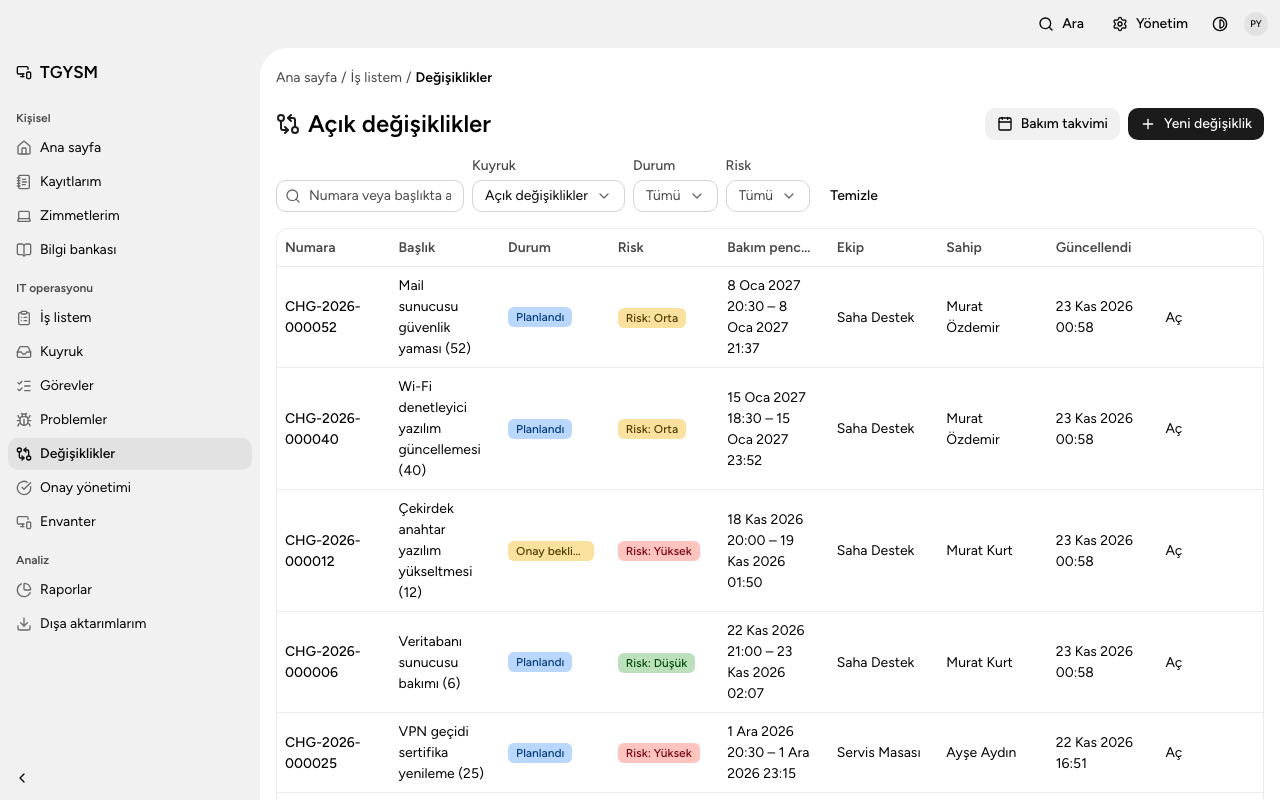 Ara
Yönetim
PY
TGYSM
Kişisel
Ana sayfa
Kayıtlarım
Zimmetlerim
Bilgi bankası
IT operasyonu
İş listem
Kuyruk
Görevler
Problemler
Değişiklikler
Onay yönetimi
Envanter
Analiz
Raporlar
Dışa aktarımlarım
Ana sayfa / İş listem / Değişiklikler
Açık değişiklikler
Bakım takvimi
Yeni değişiklik
Kuyruk
Durum
Risk
Numara veya başlıkta a
Açık değişiklikler
Tümü
Tümü
Temizle
Numara
Başlık
Durum
Risk
Bakım penc...
Ekip
Sahip
Güncellendi
CHG-2026-
000052
Mail
sunucusu
güvenlik
yaması (52)
Planlandı
Risk: Orta
8 Oca 2027
20:30 – 8
Oca 2027
21:37
Saha Destek
Murat
Özdemir
23 Kas 2026
00:58
Aç
CHG-2026-
000040
Wi-Fi
denetleyici
yazılım
güncellemesi
(40)
Planlandı
Risk: Orta
15 Oca 2027
18:30 – 15
Oca 2027
23:52
Saha Destek
Murat
Özdemir
23 Kas 2026
00:58
Aç
CHG-2026-
000012
Çekirdek
anahtar
yazılım
yükseltmesi
(12)
Onay bekli...
Risk: Yüksek
18 Kas 2026
20:00 – 19
Kas 2026
01:50
Saha Destek
Murat Kurt
23 Kas 2026
00:58
Aç
CHG-2026-
000006
Veritabanı
sunucusu
bakımı (6)
Planlandı
Risk: Düşük
22 Kas 2026
21:00 – 23
Kas 2026
02:07
Saha Destek
Murat Kurt
23 Kas 2026
00:58
Aç
CHG-2026-
000025
VPN geçidi
sertifika
yenileme (25)
Planlandı
Risk: Yüksek
1 Ara 2026
20:30 – 1 Ara
2026 23:15
Servis Masası
Ayşe Aydın
22 Kas 2026
16:51
Aç